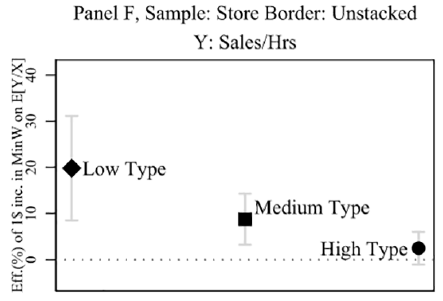 Panel F, Sample: Store Border: Unstacked
Y: Sales/Hrs
Eff.(%) of 1$ inc. in MinW on E[Y/X]
40
30
20
10
0
Low Type
Medium Type
High Type